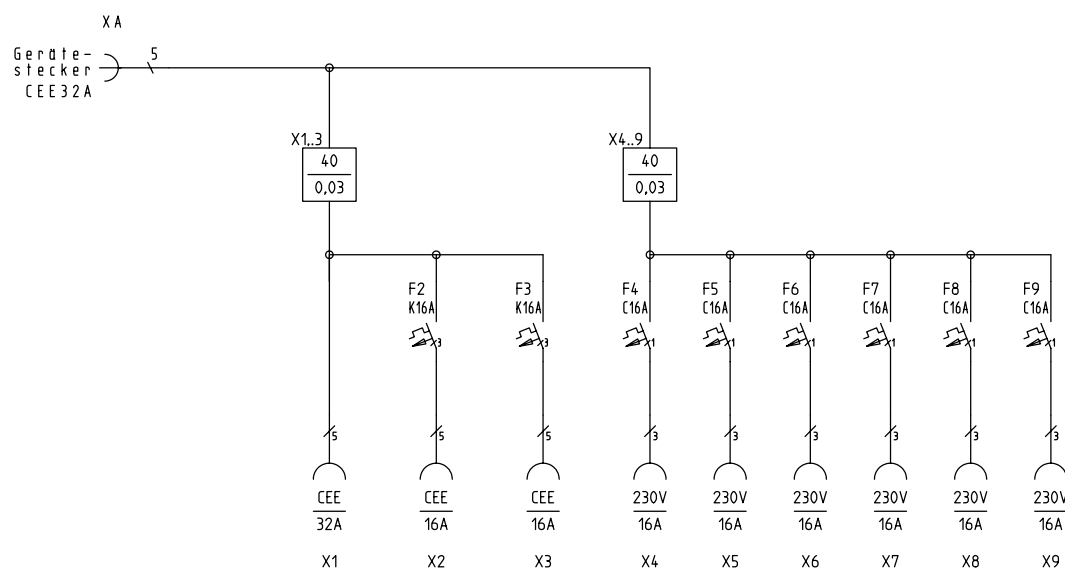 XA
Geräte-
stecker
CEE32A
5
X1..3
40
0,03
X4..9
40
0,03
F2
K16A
3
F3
K16A
3
F4
C16A
1
F5
C16A
1
F6
C16A
1
F7
C16A
1
F8
C16A
1
F9
C16A
1
5
5
5
3
3
3
3
3
3
CEE
32A
X1
CEE
16A
X2
CEE
16A
X3
230V
16A
X4
230V
16A
X5
230V
16A
X6
230V
16A
X7
230V
16A
X8
230V
16A
X9